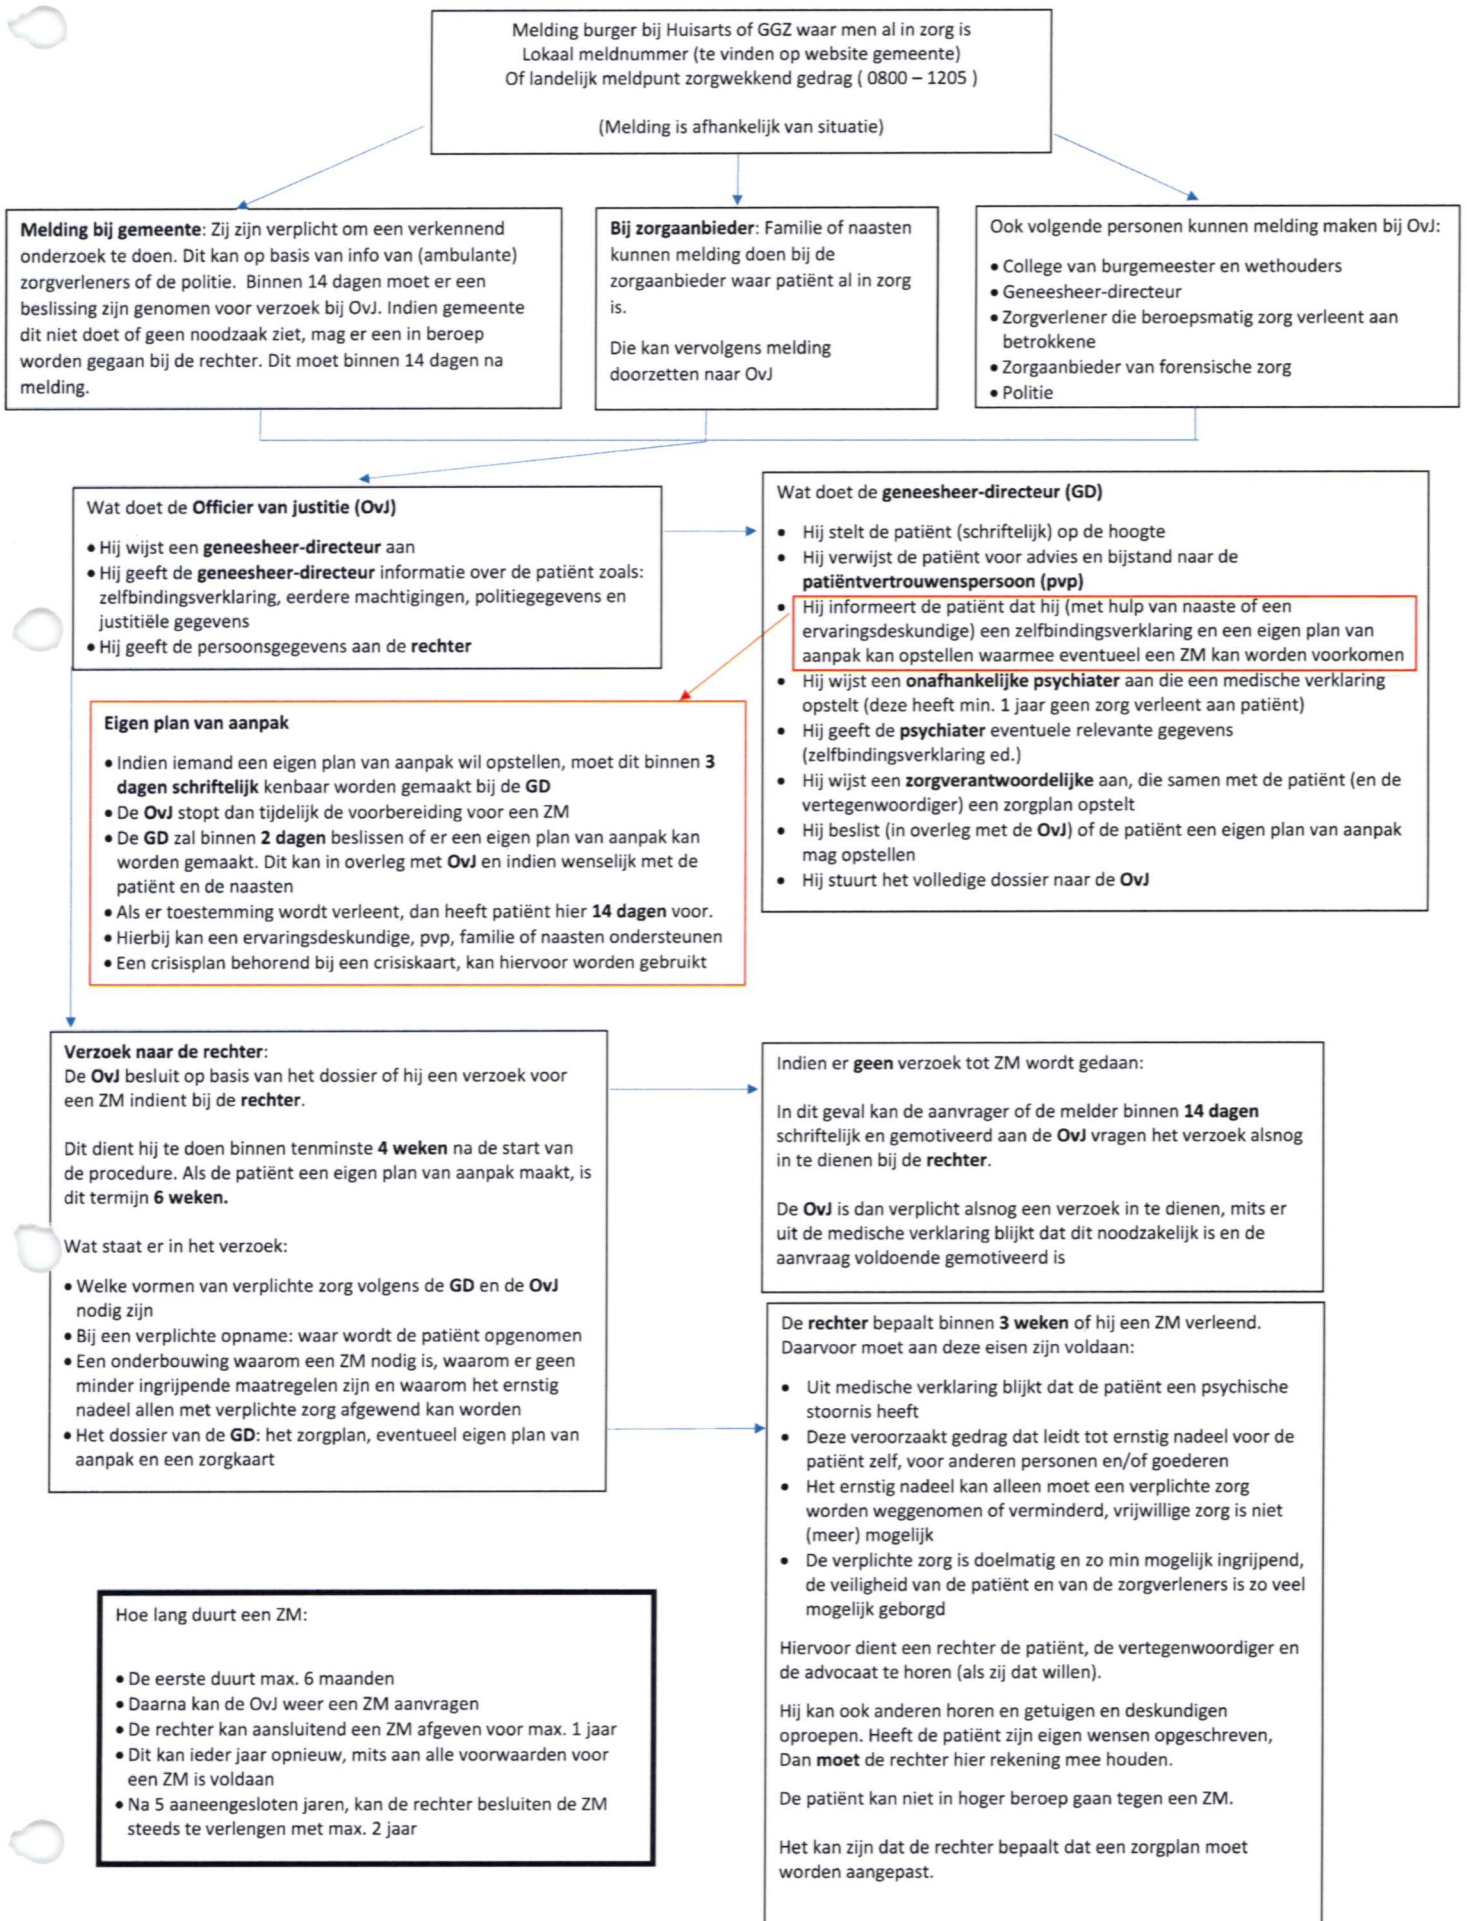 Melding burger bij Huisarts of GGZ waar men al in zorg is
Lokaal meldnummer (te vinden op website gemeente)
Of landelijk meldpunt zorgwekkend gedrag ( 0800 – 1205 )
(Melding is afhankelijk van situatie)
Melding bij gemeente: Zij zijn verplicht om een verkennend
onderzoek te doen. Dit kan op basis van info van (ambulante)
zorgverleners of de politie. Binnen 14 dagen moet er een
beslissing zijn genomen voor verzoek bij OvJ. Indien gemeente
dit niet doet of geen noodzaak ziet, mag er een in beroep
worden gegaan bij de rechter. Dit moet binnen 14 dagen na
melding.
Bij zorgaanbieder: Familie of naasten
kunnen melding doen bij de
zorgaanbieder waar patiënt al in zorg
is.
Die kan vervolgens melding
doorzetten naar OvJ
Ook volgende personen kunnen melding maken bij OvJ:
• College van burgemeester en wethouders
• Geneesheer-directeur
• Zorgverlener die beroepsmatig zorg verleent aan
betrokkene
• Zorgaanbieder van forensische zorg
• Politie
Wat doet de Officier van justitie (OvJ)
• Hij wijst een geneesheer-directeur aan
• Hij geeft de geneesheer-directeur informatie over de patiënt zoals:
zelfbindingsverklaring, eerdere machtigingen, politiegegevens en
justitiële gegevens
• Hij geeft de persoonsgegevens aan de rechter
Wat doet de geneesheer-directeur (GD)
• Hij stelt de patiënt (schriftelijk) op de hoogte
• Hij verwijst de patiënt voor advies en bijstand naar de
patiëntvertrouwenspersoon (pvp)
• Hij informeert de patiënt dat hij (met hulp van naaste of een
ervaringsdeskundige) een zelfbindingsverklaring en een eigen plan van
aanpak kan opstellen waarmee eventueel een ZM kan worden voorkomen
• Hij wijst een onafhankelijke psychiater aan die een medische verklaring
opstelt (deze heeft min. 1 jaar geen zorg verleent aan patiënt)
• Hij geeft de psychiater eventuele relevante gegevens
(zelfbindingsverklaring ed.)
• Hij wijst een zorgverantwoordelijke aan, die samen met de patiënt (en de
vertegenwoordiger) een zorgplan opstelt
• Hij beslist (in overleg met de OvJ) of de patiënt een eigen plan van aanpak
mag opstellen
• Hij stuurt het volledige dossier naar de OvJ
Eigen plan van aanpak
• Indien iemand een eigen plan van aanpak wil opstellen, moet dit binnen 3
dagen schriftelijk kenbaar worden gemaakt bij de GD
• De OvJ stopt dan tijdelijk de voorbereiding voor een ZM
• De GD zal binnen 2 dagen beslissen of er een eigen plan van aanpak kan
worden gemaakt. Dit kan in overleg met OvJ en indien wenselijk met de
patiënt en de naasten
• Als er toestemming wordt verleent, dan heeft patiënt hier 14 dagen voor.
• Hierbij kan een ervaringsdeskundige, pvp, familie of naasten ondersteunen
• Een crisisplan behorend bij een crisiskaart, kan hiervoor worden gebruikt
Verzoek naar de rechter:
De OvJ besluit op basis van het dossier of hij een verzoek voor
een ZM indient bij de rechter.
Dit dient hij te doen binnen tenminste 4 weken na de start van
de procedure. Als de patiënt een eigen plan van aanpak maakt, is
dit termijn 6 weken.
Wat staat er in het verzoek:
• Welke vormen van verplichte zorg volgens de GD en de OvJ
nodig zijn
• Bij een verplichte opname: waar wordt de patiënt opgenomen
• Een onderbouwing waarom een ZM nodig is, waarom er geen
minder ingrijpende maatregelen zijn en waarom het ernstig
nadeel allen met verplichte zorg afgewend kan worden
• Het dossier van de GD: het zorgplan, eventueel eigen plan van
aanpak en een zorgkaart
Indien er geen verzoek tot ZM wordt gedaan:
In dit geval kan de aanvrager of de melder binnen 14 dagen
schriftelijk en gemotiveerd aan de OvJ vragen het verzoek alsnog
in te dienen bij de rechter.
De OvJ is dan verplicht alsnog een verzoek in te dienen, mits er
uit de medische verklaring blijkt dat dit noodzakelijk is en de
aanvraag voldoende gemotiveerd is
De rechter bepaalt binnen 3 weken of hij een ZM verleend.
Daarvoor moet aan deze eisen zijn voldaan:
• Uit medische verklaring blijkt dat de patiënt een psychische
stoornis heeft
• Deze veroorzaakt gedrag dat leidt tot ernstig nadeel voor de
patiënt zelf, voor anderen personen en/of goederen
• Het ernstig nadeel kan alleen moet een verplichte zorg
worden weggenomen of verminderd, vrijwillige zorg is niet
(meer) mogelijk
• De verplichte zorg is doelmatig en zo min mogelijk ingrijpend,
de veiligheid van de patiënt en van de zorgverleners is zo veel
mogelijk geborgd
Hiervoor dient een rechter de patiënt, de vertegenwoordiger en
de advocaat te horen (als zij dat willen).
Hij kan ook anderen horen en getuigen en deskundigen
oproepen. Heeft de patiënt zijn eigen wensen opgeschreven,
Dan moet de rechter hier rekening mee houden.
De patiënt kan niet in hoger beroep gaan tegen een ZM.
Het kan zijn dat de rechter bepaalt dat een zorgplan moet
worden aangepast.
Hoe lang duurt een ZM:
• De eerste duurt max. 6 maanden
• Daarna kan de OvJ weer een ZM aanvragen
• De rechter kan aansluitend een ZM afgeven voor max. 1 jaar
• Dit kan ieder jaar opnieuw, mits aan alle voorwaarden voor
een ZM is voldaan
• Na 5 aaneengesloten jaren, kan de rechter besluiten de ZM
steeds te verlengen met max. 2 jaar